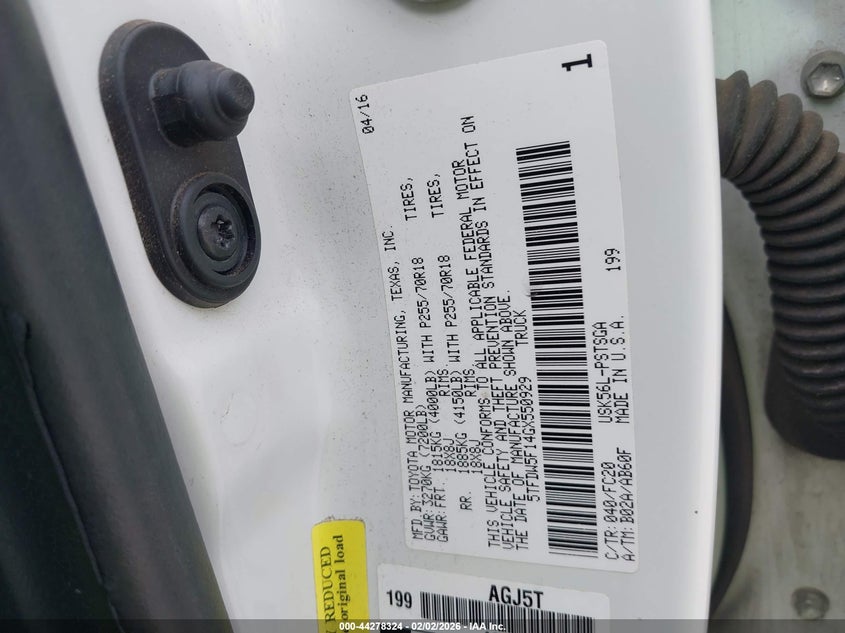 04/16
1
MFD. BY: TOYOTA MOTOR MANUFACTURING, TEXAS, INC.
GVWR: 3270KG (7200LB)
GAWR: FRT. 1815KG (4000LB) WITH P255/70R18 TIRES,
18X8J RIMS,
RR. 1885KG (4150LB) WITH P255/70R18 TIRES,
18X8J RIMS,
THIS VEHICLE CONFORMS TO ALL APPLICABLE FEDERAL MOTOR
VEHICLE SAFETY AND THEFT PREVENTION STANDARDS IN EFFECT ON
THE DATE OF MANUFACTURE SHOWN ABOVE.
5TFDW5F14GX550929 TRUCK
C/TR: 040/FC20 USK56L-PSTSGA 199
A/TM: B02A/AB60F MADE IN U.S.A.
REDUCED
original load
199 AGJ5T
000-44278324 - 02/02/2026 - IAA Inc.